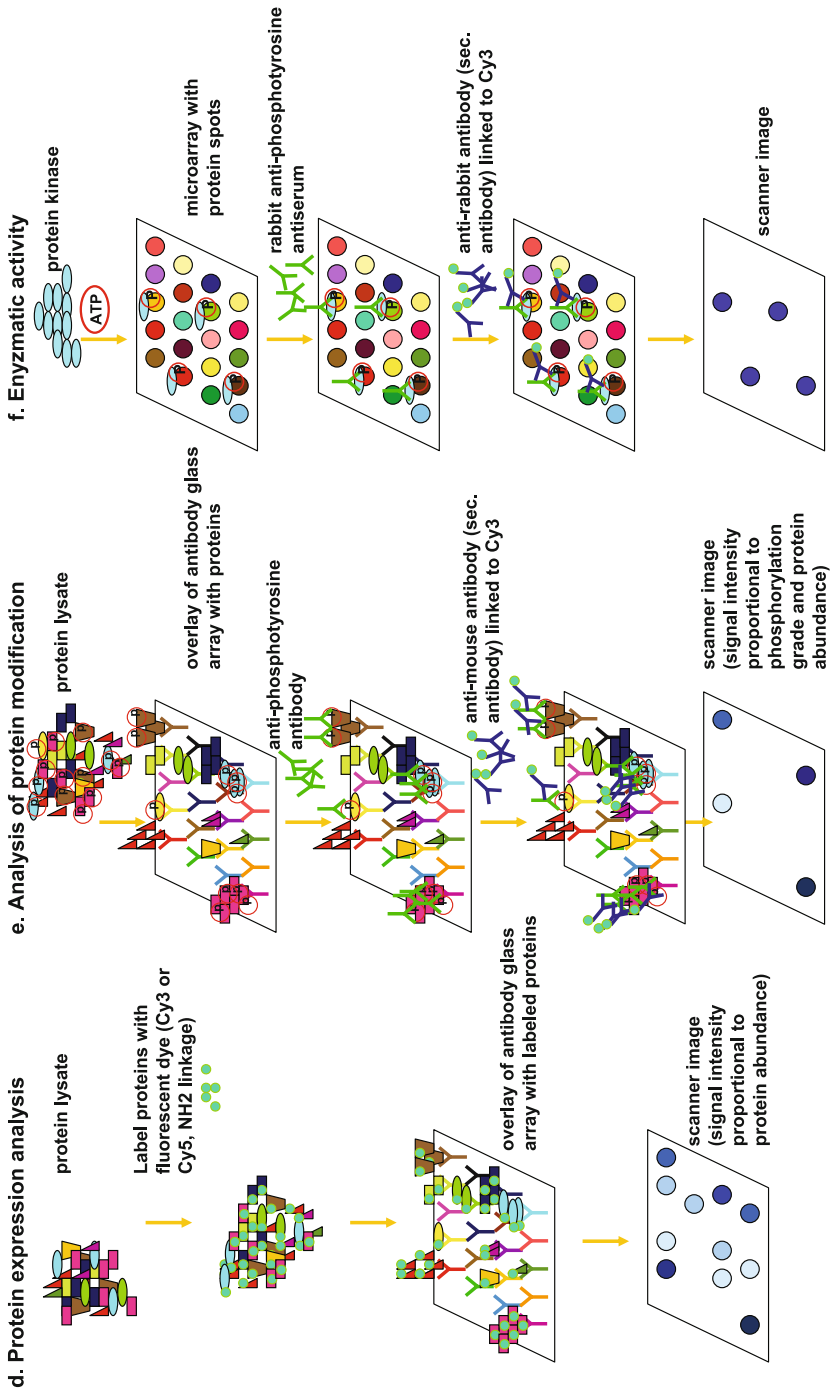 d. Protein expression analysis
protein lysate
Label proteins with
fluorescent dye (Cy3 or
Cy5, NH2 linkage)
overlay of antibody glass
array with labeled proteins
scanner image
(signal intensity
proportional to
protein abundance)
e. Analysis of protein modification
protein lysate
overlay of antibody glass
array with proteins
anti-phosphotyrosine
antibody
anti-mouse antibody (sec.
antibody) linked to Cy3
scanner image
(signal intensity
proportional to
phosphorylation
grade and protein
abundance)
f. Enyzmatic activity
protein kinase
ATP
microarray with
protein spots
P
P
P
P
rabbit anti-phosphotyrosine
antiserum
P
P
P
P
anti-rabbit antibody (sec.
antibody) linked to Cy3
P
P
P
P
scanner image